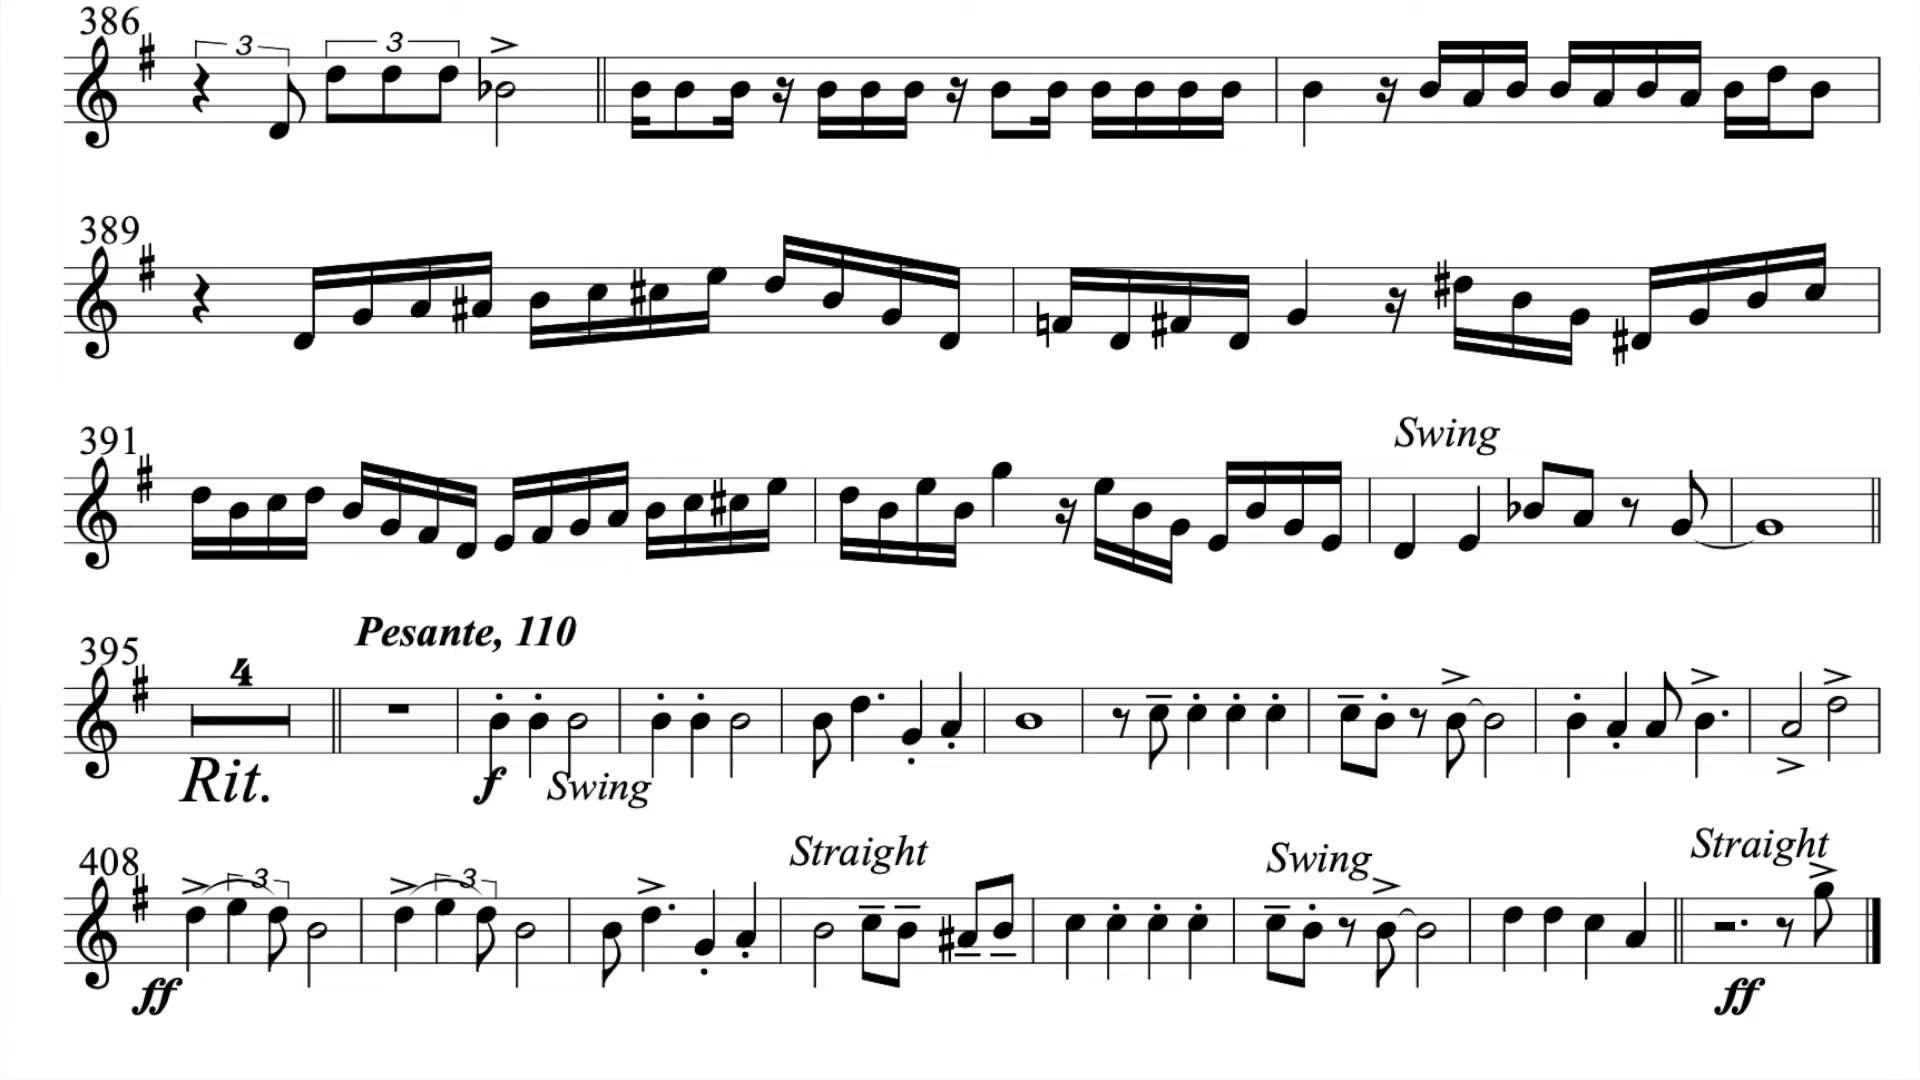 386
3 3
389
391
Swing
395
4
Pesante, 110
Rit.
f Swing
408
3 3
Straight
Swing
Straight
ff ff